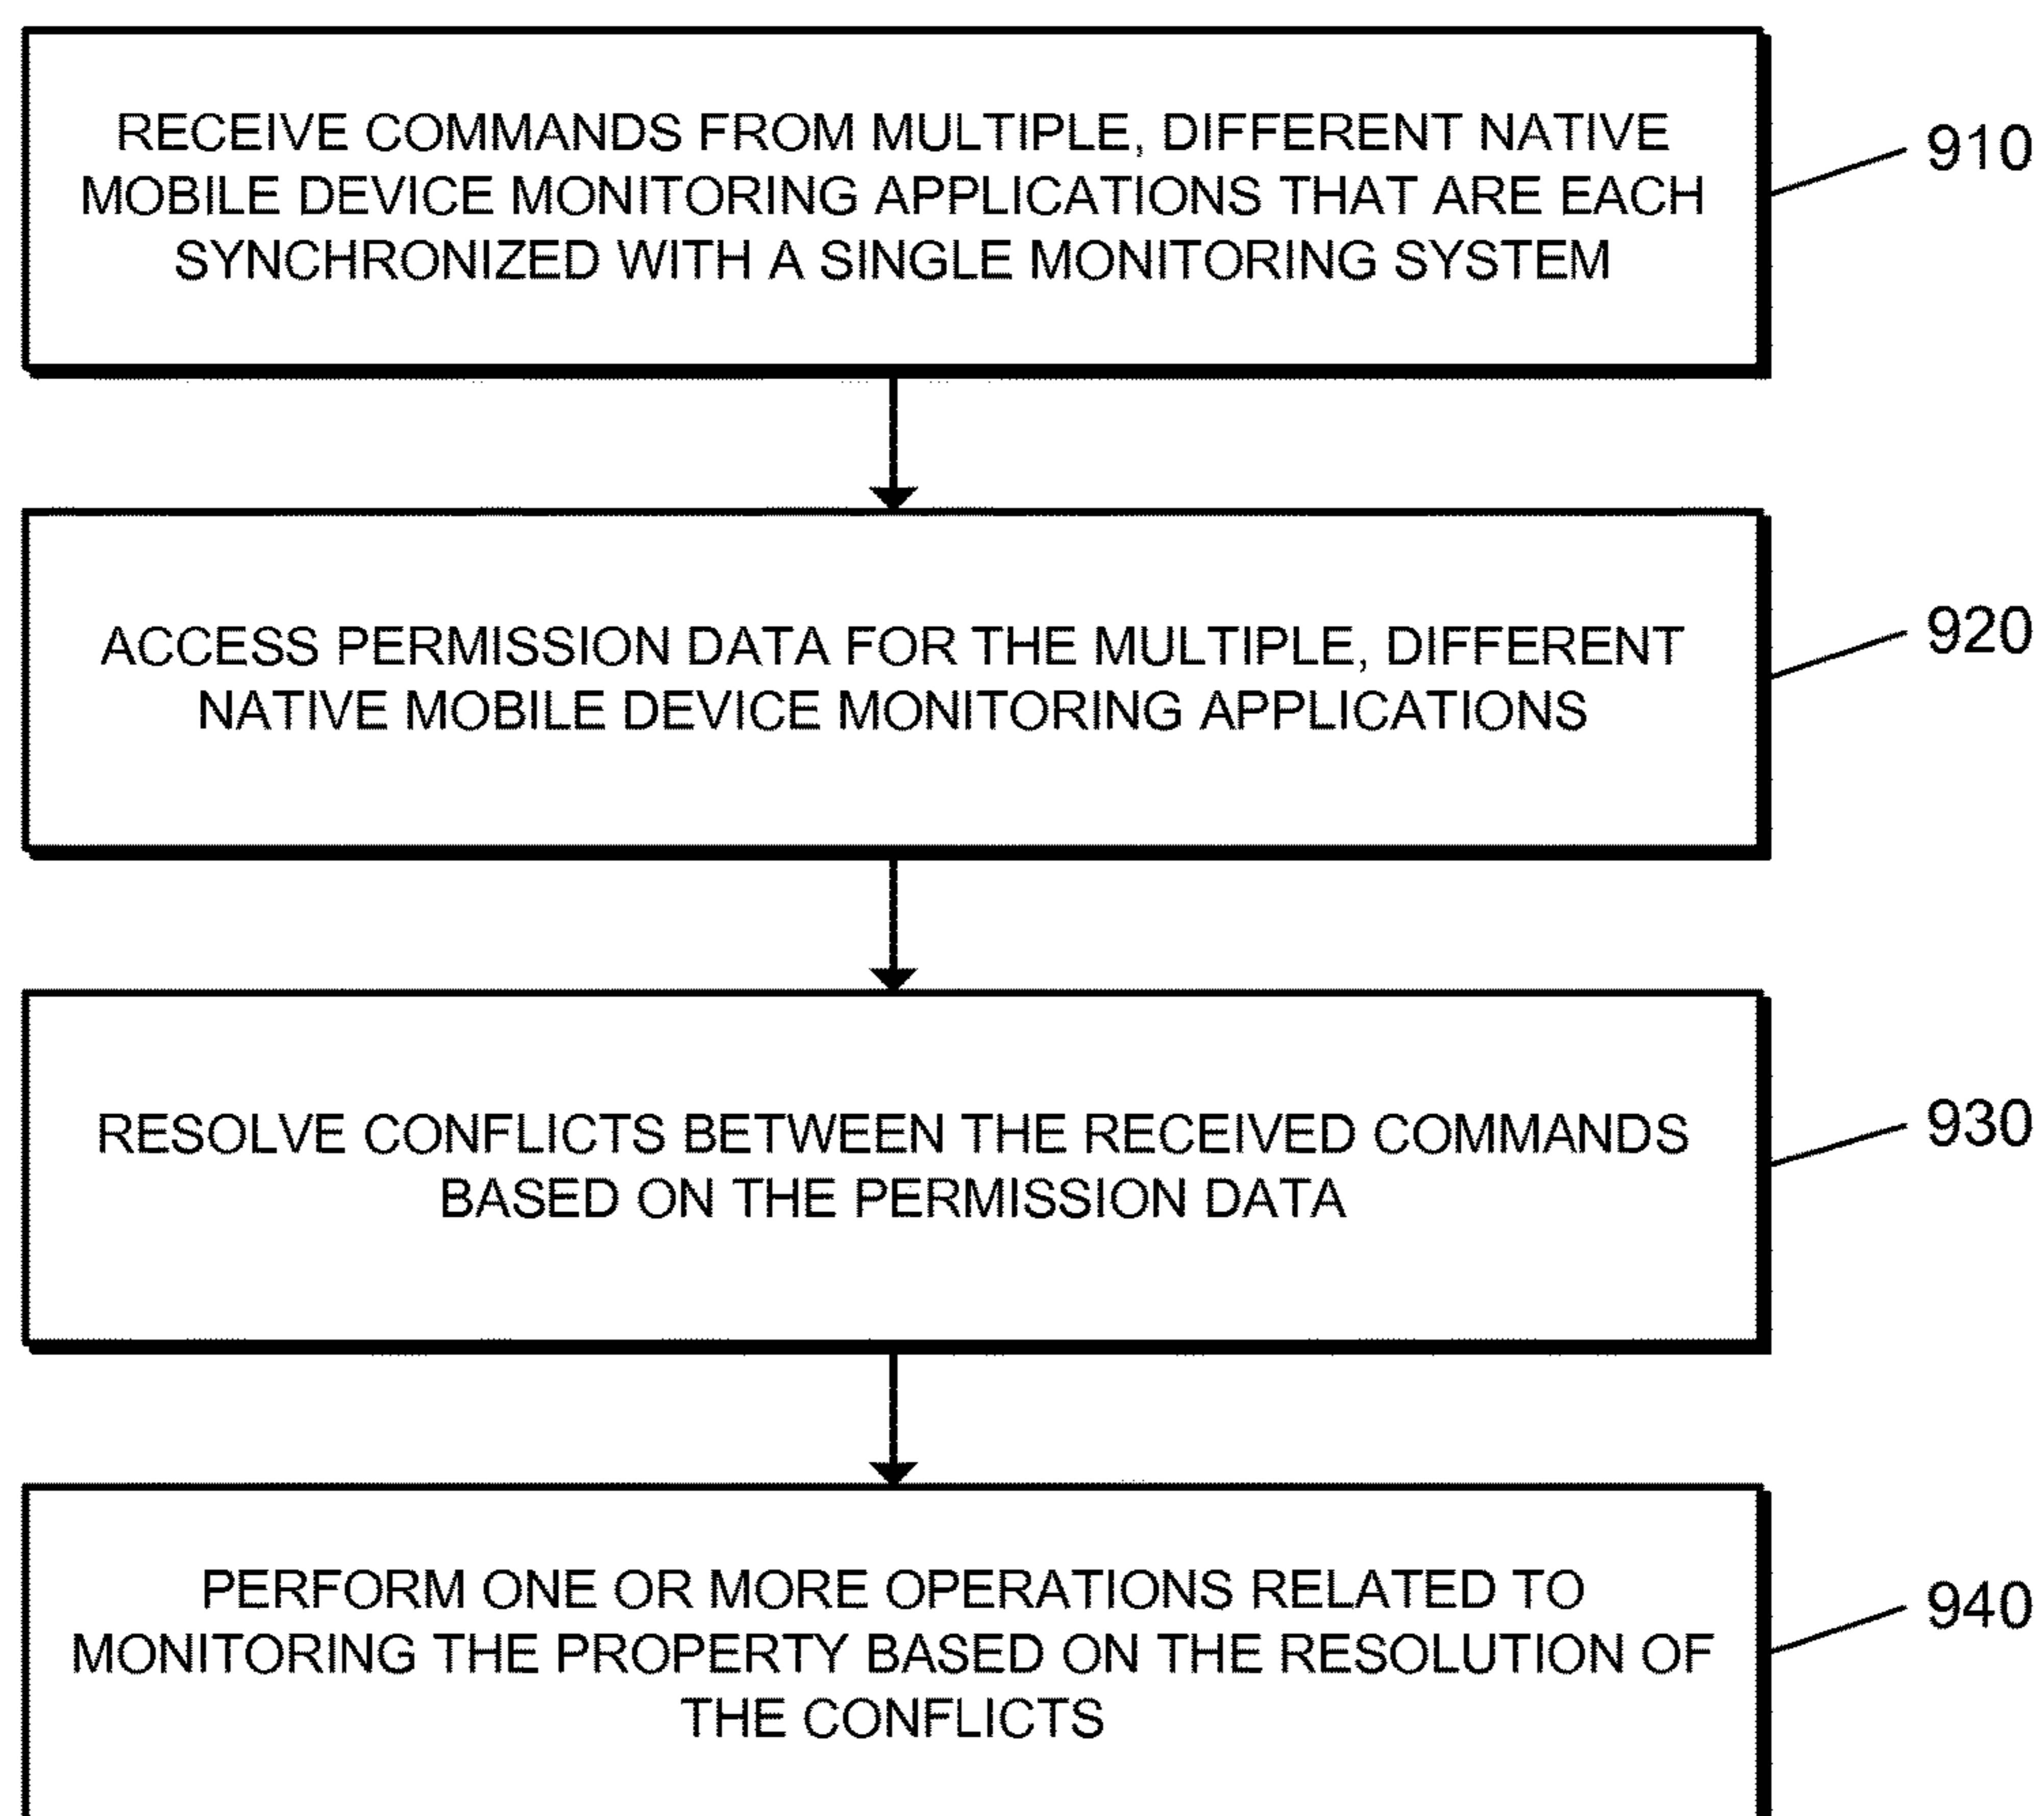 RECEIVE COMMANDS FROM MULTIPLE, DIFFERENT NATIVE
MOBILE DEVICE MONITORING APPLICATIONS THAT ARE EACH
SYNCHRONIZED WITH A SINGLE MONITORING SYSTEM
910
ACCESS PERMISSION DATA FOR THE MULTIPLE, DIFFERENT
NATIVE MOBILE DEVICE MONITORING APPLICATIONS
920
RESOLVE CONFLICTS BETWEEN THE RECEIVED COMMANDS
BASED ON THE PERMISSION DATA
930
PERFORM ONE OR MORE OPERATIONS RELATED TO
MONITORING THE PROPERTY BASED ON THE RESOLUTION OF
THE CONFLICTS
940